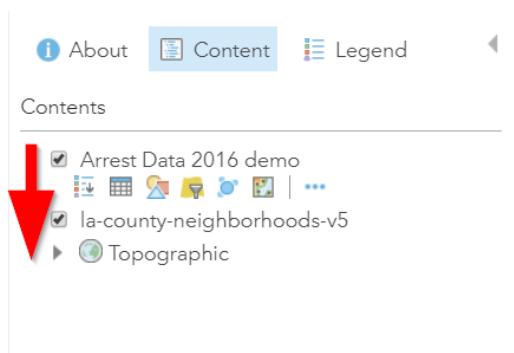 About Content Legend
Contents
Arrest Data 2016 demo
la-county-neighborhoods-v5
Topographic